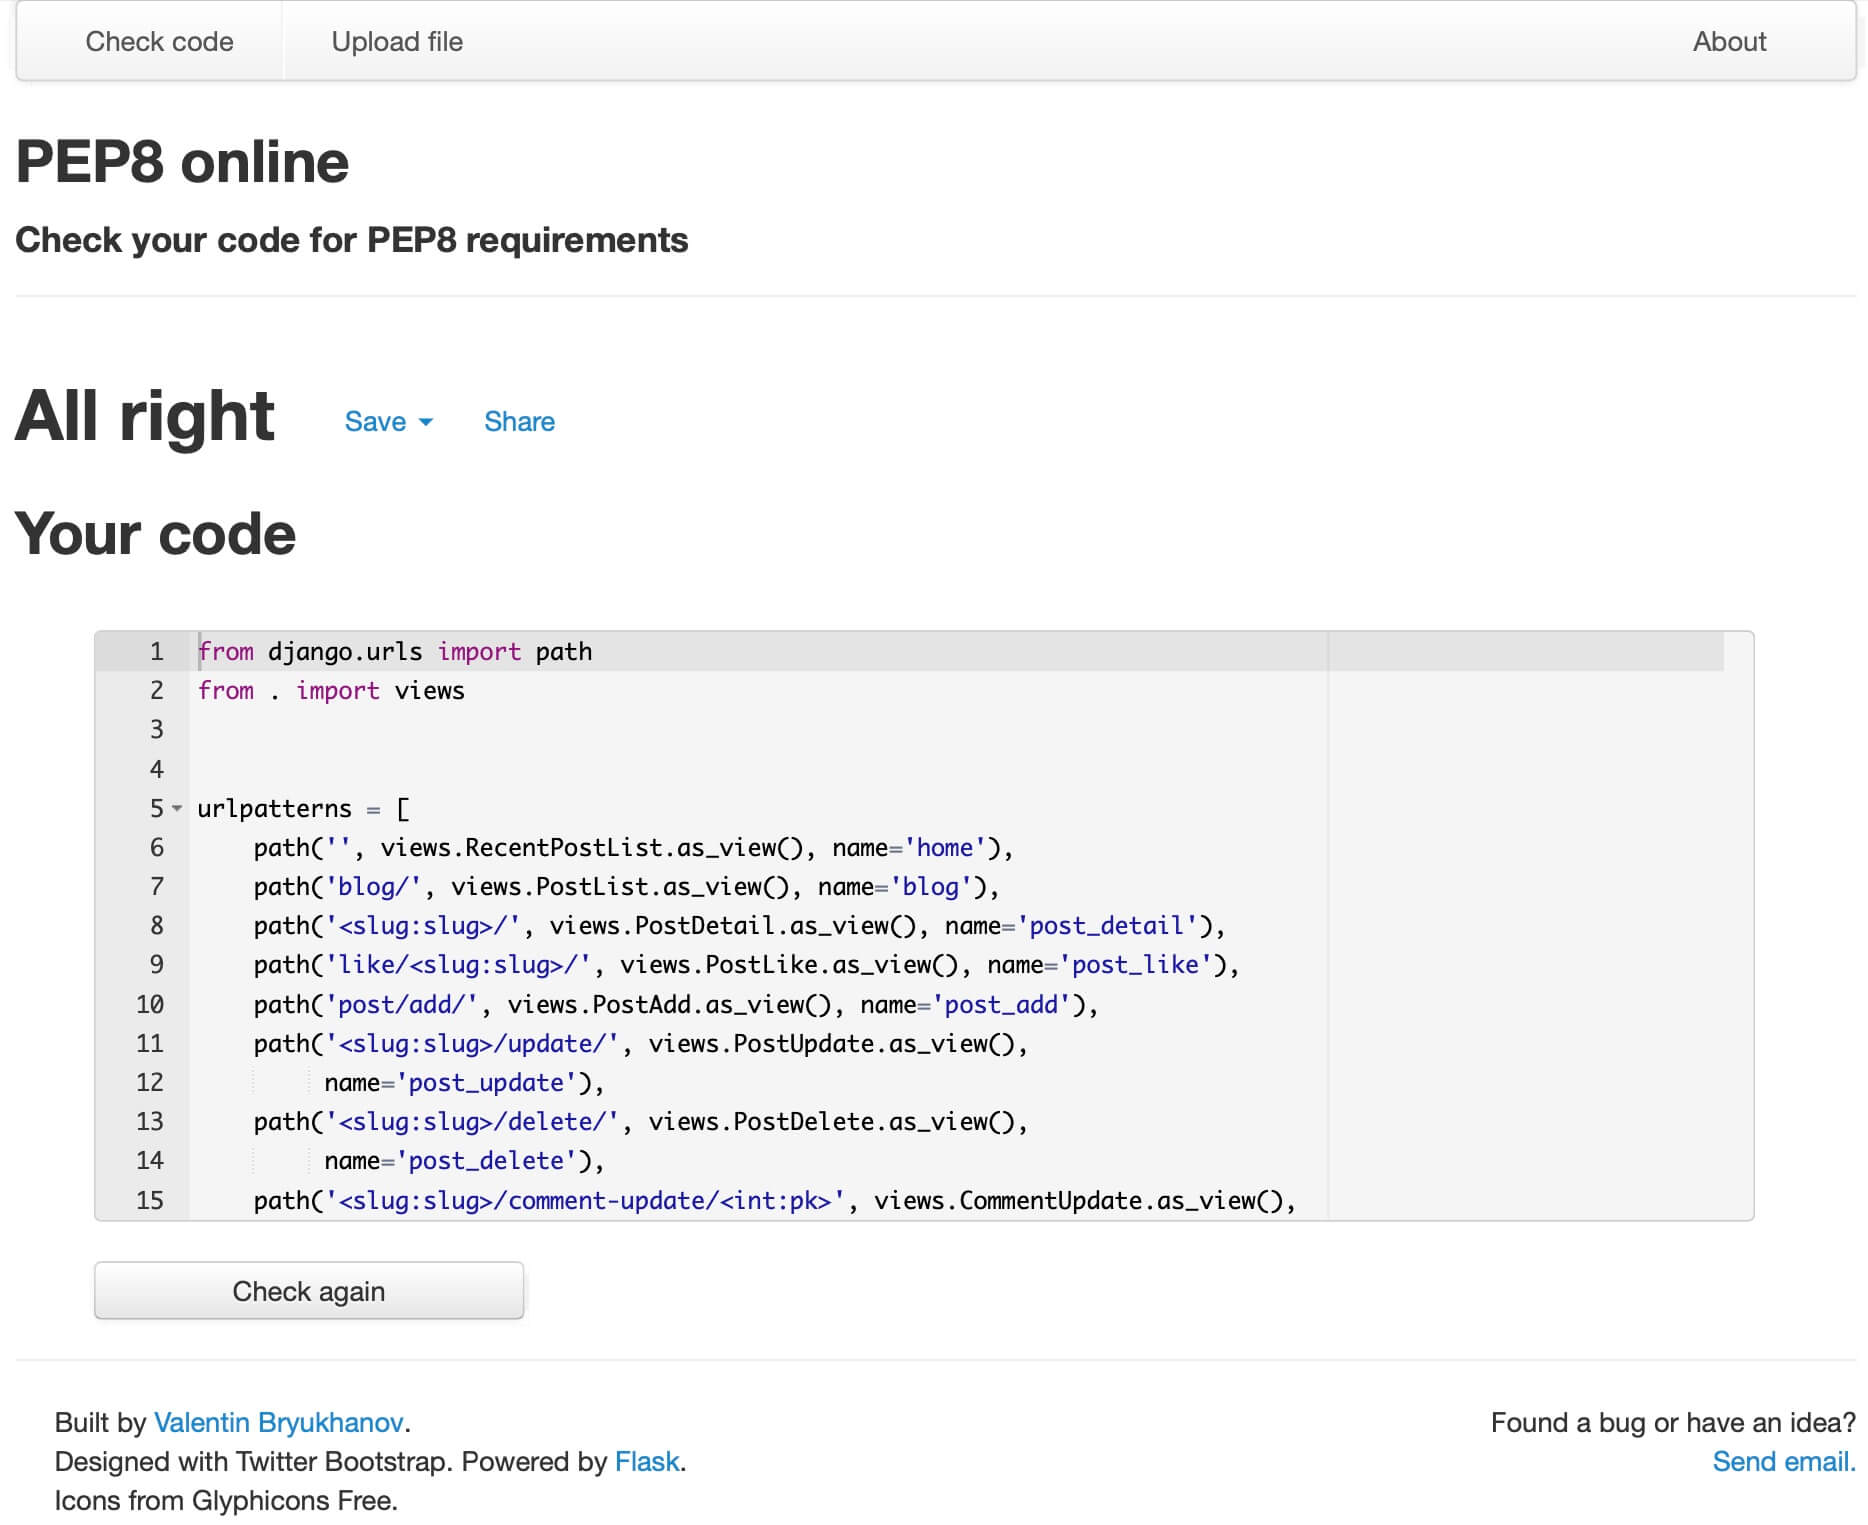 Check code Upload file About
PEP8 online
Check your code for PEP8 requirements
All right Save Share
Your code
1 from django.urls import path
2 from . import views
3
4
5 urlpatterns = [
6     path('', views.RecentPostList.as_view(), name='home'),
7     path('blog/', views.PostList.as_view(), name='blog'),
8     path('<slug:slug>/', views.PostDetail.as_view(), name='post_detail'),
9     path('like/<slug:slug>/', views.PostLike.as_view(), name='post_like'),
10     path('post/add/', views.PostAdd.as_view(), name='post_add'),
11     path('<slug:slug>/update/', views.PostUpdate.as_view(),
12          name='post_update'),
13     path('<slug:slug>/delete/', views.PostDelete.as_view(),
14          name='post_delete'),
15     path('<slug:slug>/comment-update/<int:pk>', views.CommentUpdate.as_view(),
Check again
Built by Valentin Bryukhanov.
Designed with Twitter Bootstrap. Powered by Flask.
Icons from Glyphicons Free.
Found a bug or have an idea?
Send email.